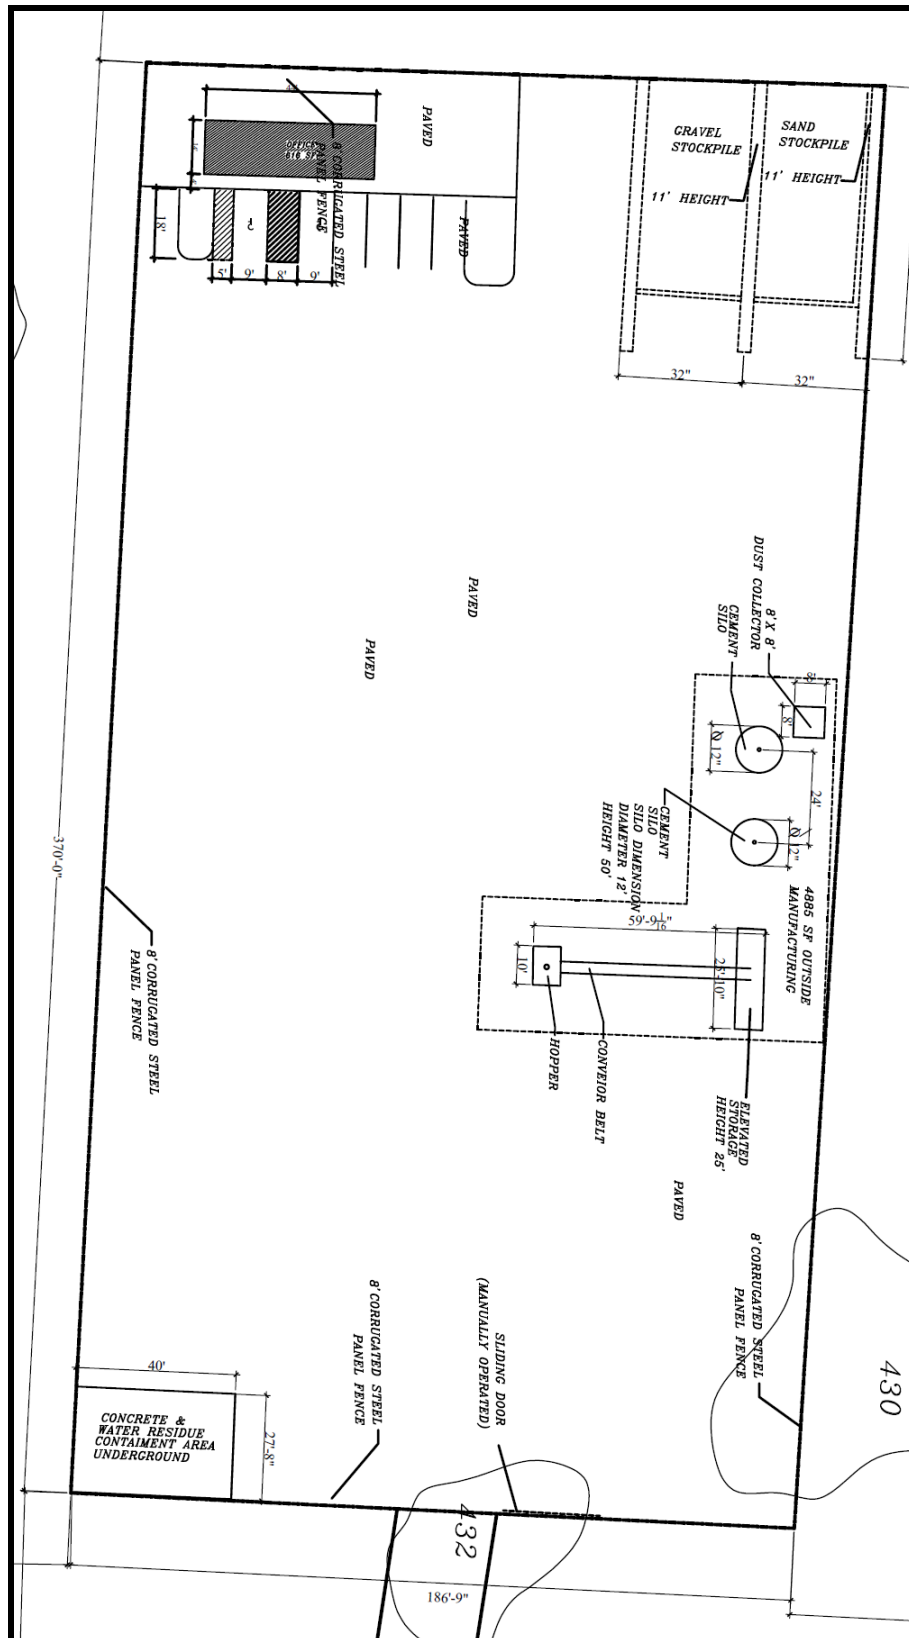 44'
8' CORRUGATED STEEL
PANEL FENCE
OFFICE
616 SF
PAVED
PAVED
18'
5'
9'
8'
9'
GRAVEL
STOCKPILE
11' HEIGHT
SAND
STOCKPILE
11' HEIGHT
32"
32"
PAVED
PAVED
8' X 8'
DUST COLLECTOR
CEMENT
SILO
8'
8'
Ø 12"
24'
Ø 12"
CEMENT
SILO
SILO DIMENSION
DIAMETER 12'
HEIGHT 50'
4885 SF OUTSIDE
MANUFACTURING
59'-9 1/16"
25'-10"
10'
HOPPER
CONVEIOR BELT
ELEVATED
STORAGE
HEIGHT 25'
370'-0"
8' CORRUGATED STEEL
PANEL FENCE
PAVED
8' CORRUGATED STEEL
PANEL FENCE
430
SLIDING DOOR
(MANUALLY OPERATED)
8' CORRUGATED STEEL
PANEL FENCE
40'
27'-8"
CONCRETE &
WATER RESIDUE
CONTAIMENT AREA
UNDERGROUND
432
186'-9"